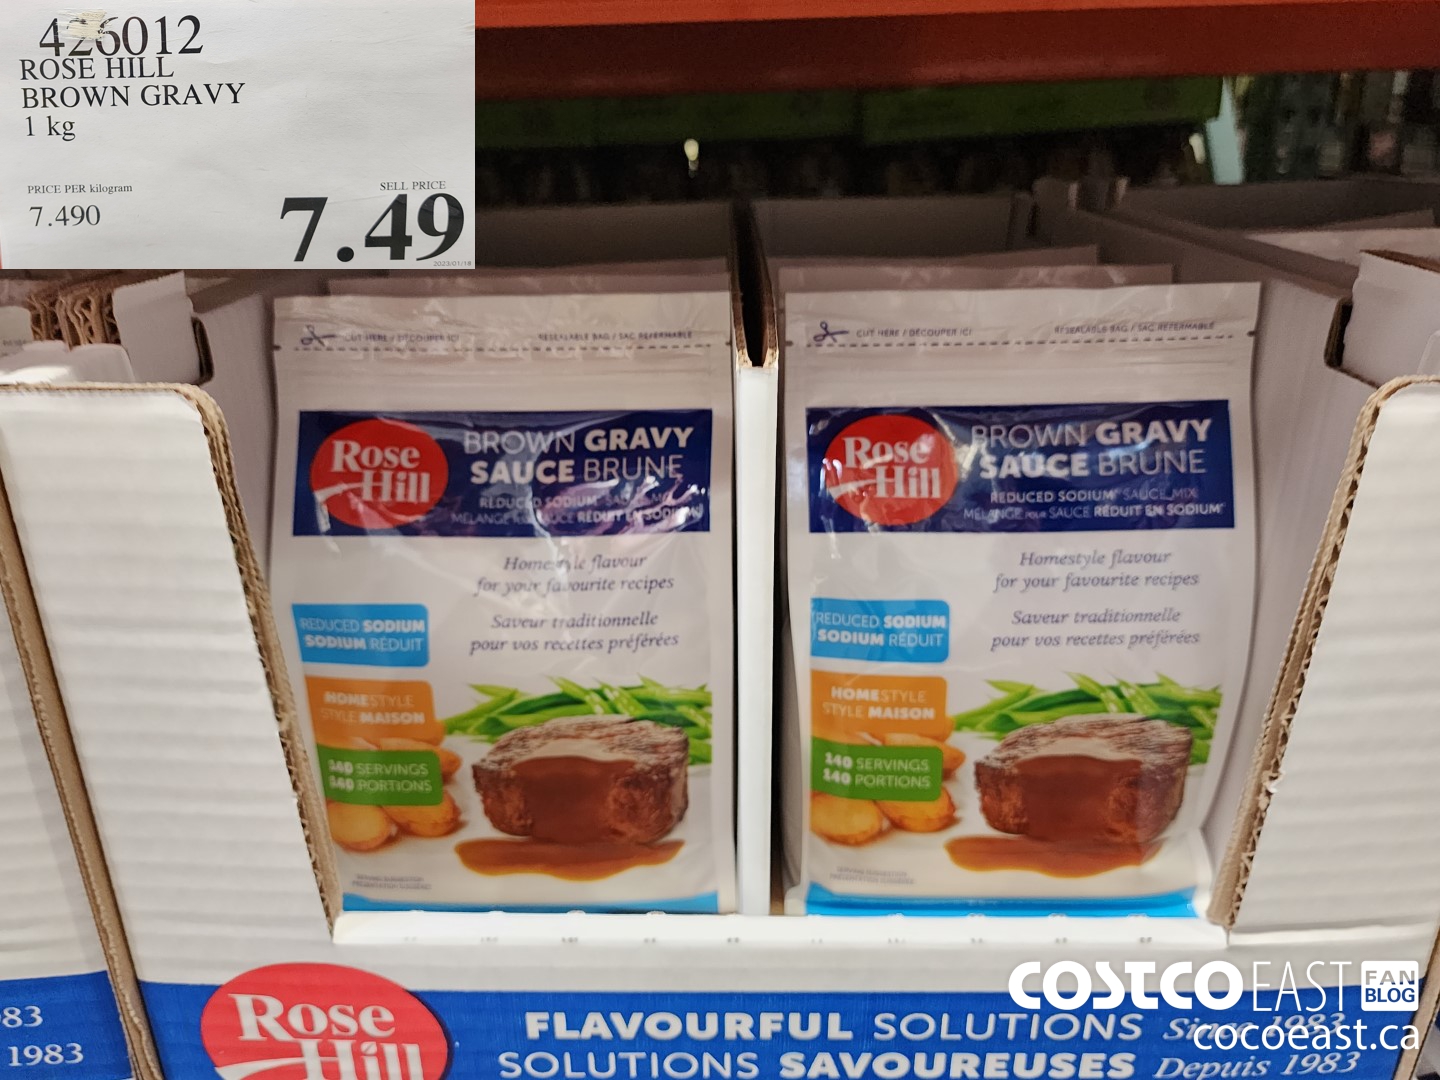 426012
ROSE HILL
BROWN GRAVY
1 kg
PRICE PER kilogram
7.490
SELL PRICE
7.49
2023/01/18
CUT HERE / DÉCOUPER ICI
RESEALABLE BAG / SAC REFERMABLE
Rose
Hill
BROWN GRAVY
SAUCE BRUNE
REDUCED SODIUM* SAUCE MIX
MÉLANGE POUR SAUCE RÉDUIT EN SODIUM*
Homestyle flavour
for your favourite recipes
Saveur traditionnelle
pour vos recettes préférées
REDUCED SODIUM
SODIUM RÉDUIT
HOMESTYLE
STYLE MAISON
140 SERVINGS
140 PORTIONS
CUT HERE / DÉCOUPER ICI
RESEALABLE BAG / SAC REFERMABLE
Rose
Hill
BROWN GRAVY
SAUCE BRUNE
REDUCED SODIUM* SAUCE MIX
MÉLANGE POUR SAUCE RÉDUIT EN SODIUM*
Homestyle flavour
for your favourite recipes
Saveur traditionnelle
pour vos recettes préférées
REDUCED SODIUM
SODIUM RÉDUIT
HOMESTYLE
STYLE MAISON
140 SERVINGS
140 PORTIONS
983
1983
Rose
Hill
FLAVOURFUL SOLUTIONS Since 1983
SOLUTIONS SAVOUREUSES Depuis 1983
COSTCO EAST FAN BLOG
cocoeast.ca